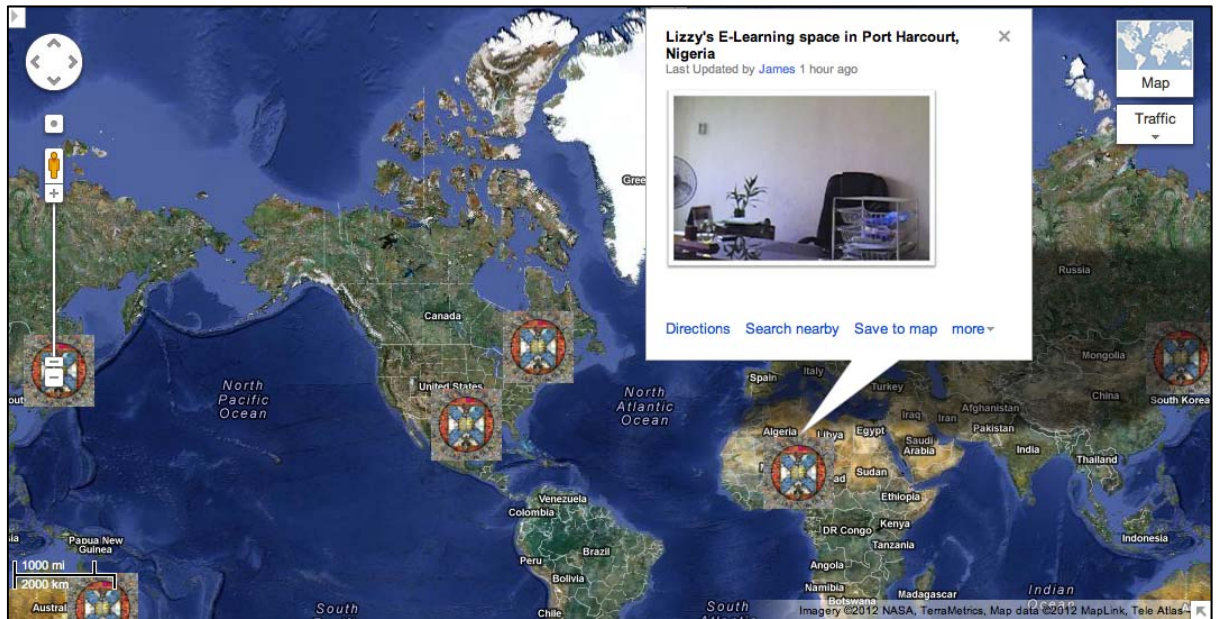 Lizzy's E-Learning space in Port Harcourt,
Nigeria
Last Updated by James 1 hour ago
Directions Search nearby Save to map more
Map
Traffic
Gree
Russia
Canada
Mongolia
North
Pacific
Ocean
United States
North
Atlantic
Ocean
Spain
Italy
Turkey
China
South Korea
Iraq
Iran
Afghanistan
Pakistan
Algeria
Libya
Egypt
Saudi
Arabia
India
Thailand
ad
Sudan
Ethiopia
Venezuela
Colombia
DR Congo
Kenya
Tanzania
Indonesia
Papua New
Guinea
Peru
Brazil
Bolivia
Angola
Namibia
Botswana
Madagascar
Indian
Ocean
1000 mi
2000 km
Austral
South
Chile
South
Imagery ©2012 NASA, TerraMetrics, Map data ©2012 MapLink, Tele Atlas